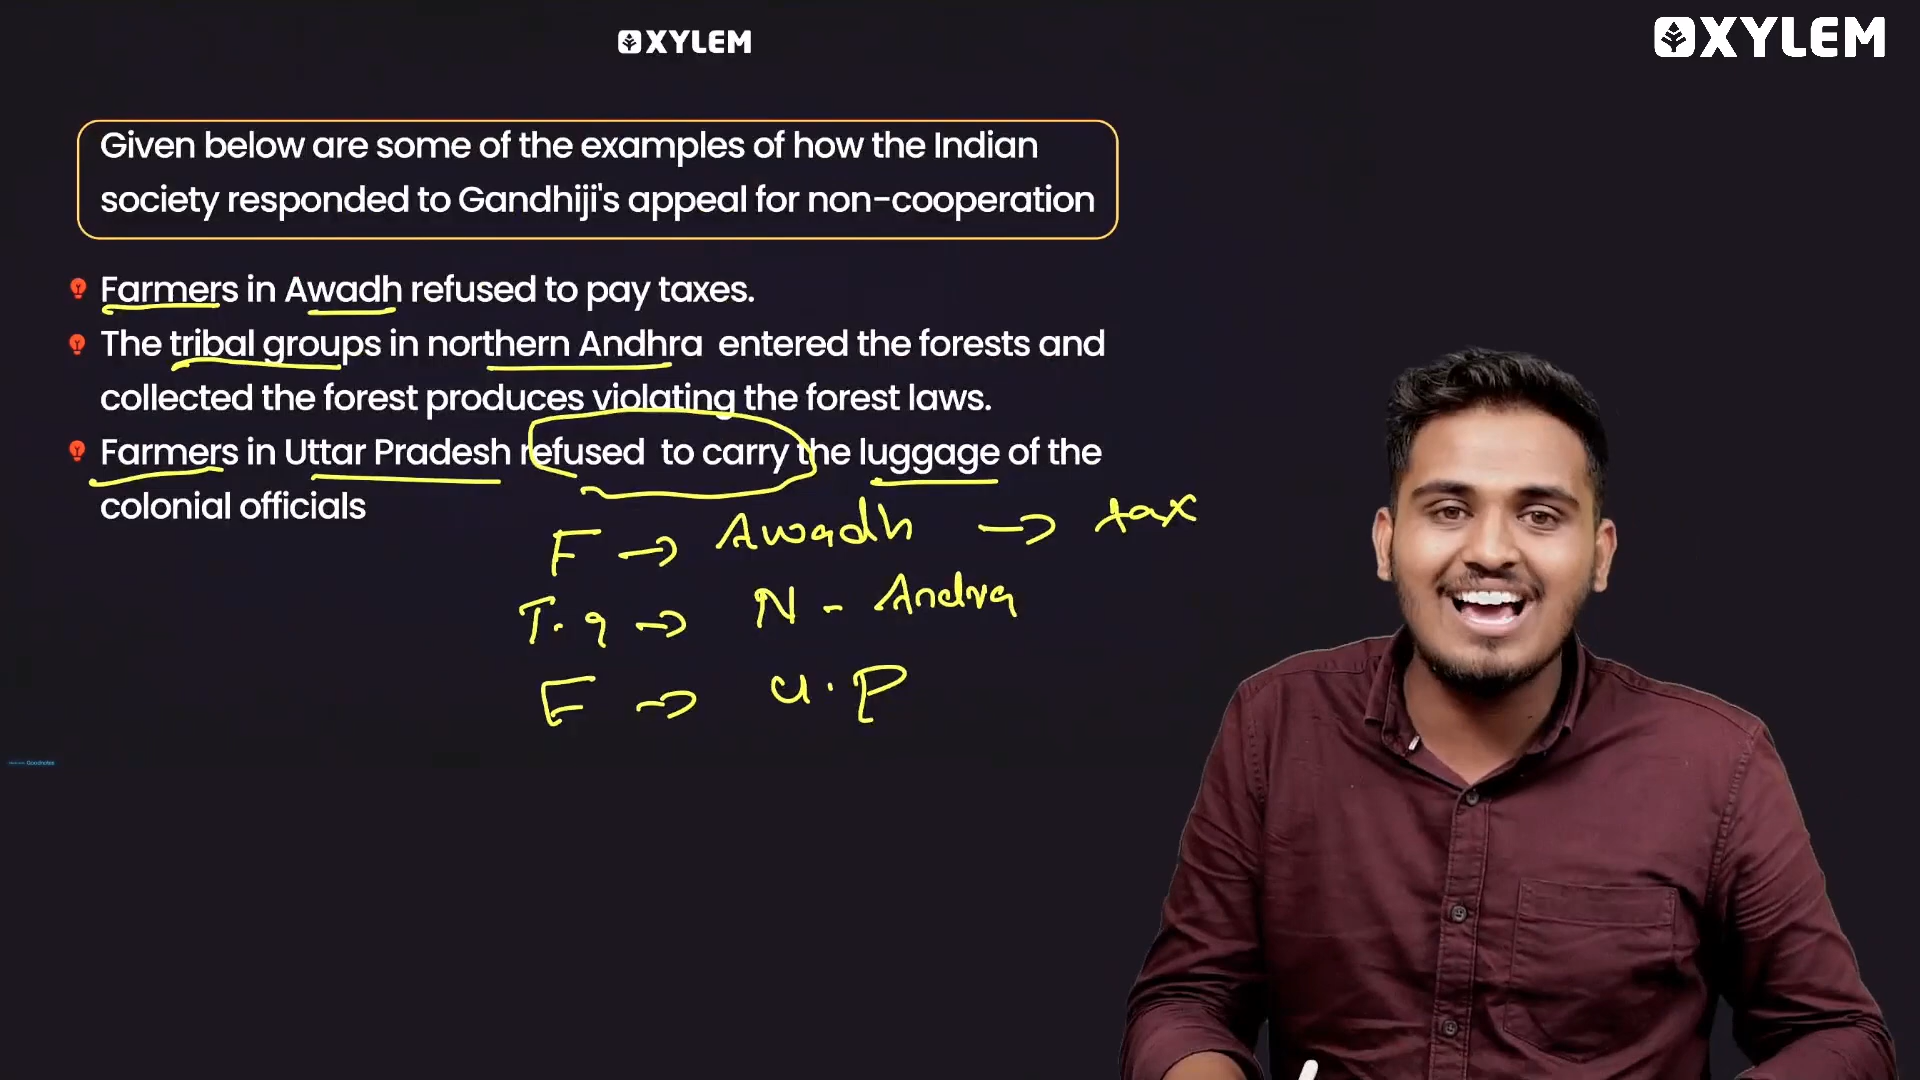 XYLEM
XYLEM
Given below are some of the examples of how the Indian
society responded to Gandhiji's appeal for non-cooperation
Farmers in Awadh refused to pay taxes.
The tribal groups in northern Andhra entered the forests and
collected the forest produces violating the forest laws.
Farmers in Uttar Pradesh refused to carry the luggage of the
colonial officials
F → Awadh → tax
T.g → N - Andra
F → U.P
Goodnotes